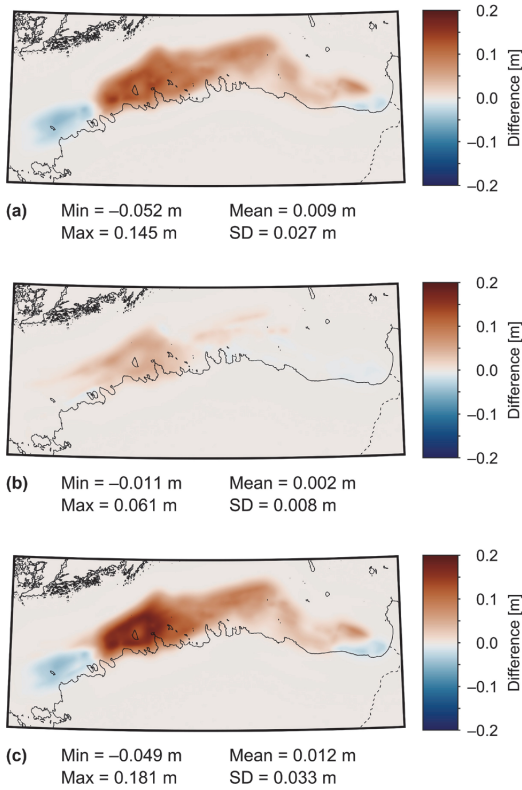 0.2
0.1
0.0
–0.1
–0.2
Difference [m]
(a) Min = –0.052 m Mean = 0.009 m
Max = 0.145 m SD = 0.027 m
0.2
0.1
0.0
–0.1
–0.2
Difference [m]
(b) Min = –0.011 m Mean = 0.002 m
Max = 0.061 m SD = 0.008 m
0.2
0.1
0.0
–0.1
–0.2
Difference [m]
(c) Min = –0.049 m Mean = 0.012 m
Max = 0.181 m SD = 0.033 m